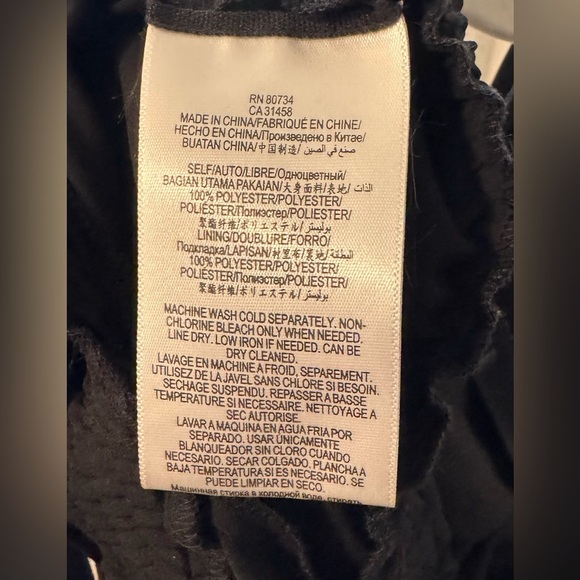 RN 80734
CA 31458
MADE IN CHINA/FABRIQUÉ EN CHINE/
HECHO EN CHINA/Произведено в Китае/
BUATAN CHINA/中国制造/ صنع في الصين
SELF/AUTO/LIBRE/Одноцветный/
BAGIAN UTAMA PAKAIAN/大身面料/表地/ الذات
100% POLYESTER/POLYESTER/
POLIÉSTER/Полиэстер/POLIESTER/
聚酯纤维/ポリエステル/بوليستر
LINING/DOUBLURE/FORRO/
Подкладка/LAPISAN/衬里布/裏地/ البطانة
100% POLYESTER/POLYESTER/
POLIÉSTER/Полиэстер/POLIESTER/
聚酯纤维/ポリエステル/بوليستر
MACHINE WASH COLD SEPARATELY. NON-
CHLORINE BLEACH ONLY WHEN NEEDED.
LINE DRY. LOW IRON IF NEEDED. CAN BE
DRY CLEANED.
LAVAGE EN MACHINE A FROID, SEPAREMENT.
UTILISEZ DE LA JAVEL SANS CHLORE SI BESOIN.
SECHAGE SUSPENDU. REPASSER A BASSE
TEMPERATURE SI NECESSAIRE. NETTOYAGE A
SEC AUTORISE.
LAVAR A MAQUINA EN AGUA FRIA POR
SEPARADO. USAR ÚNICAMENTE
BLANQUEADOR SIN CLORO CUANDO
NECESARIO. SECAR COLGADO. PLANCHA A
BAJA TEMPERATURA SI ES NECESARIO. SE
PUEDE LIMPIAR EN SECO.
Машинная стирка в холодной воде, стирать